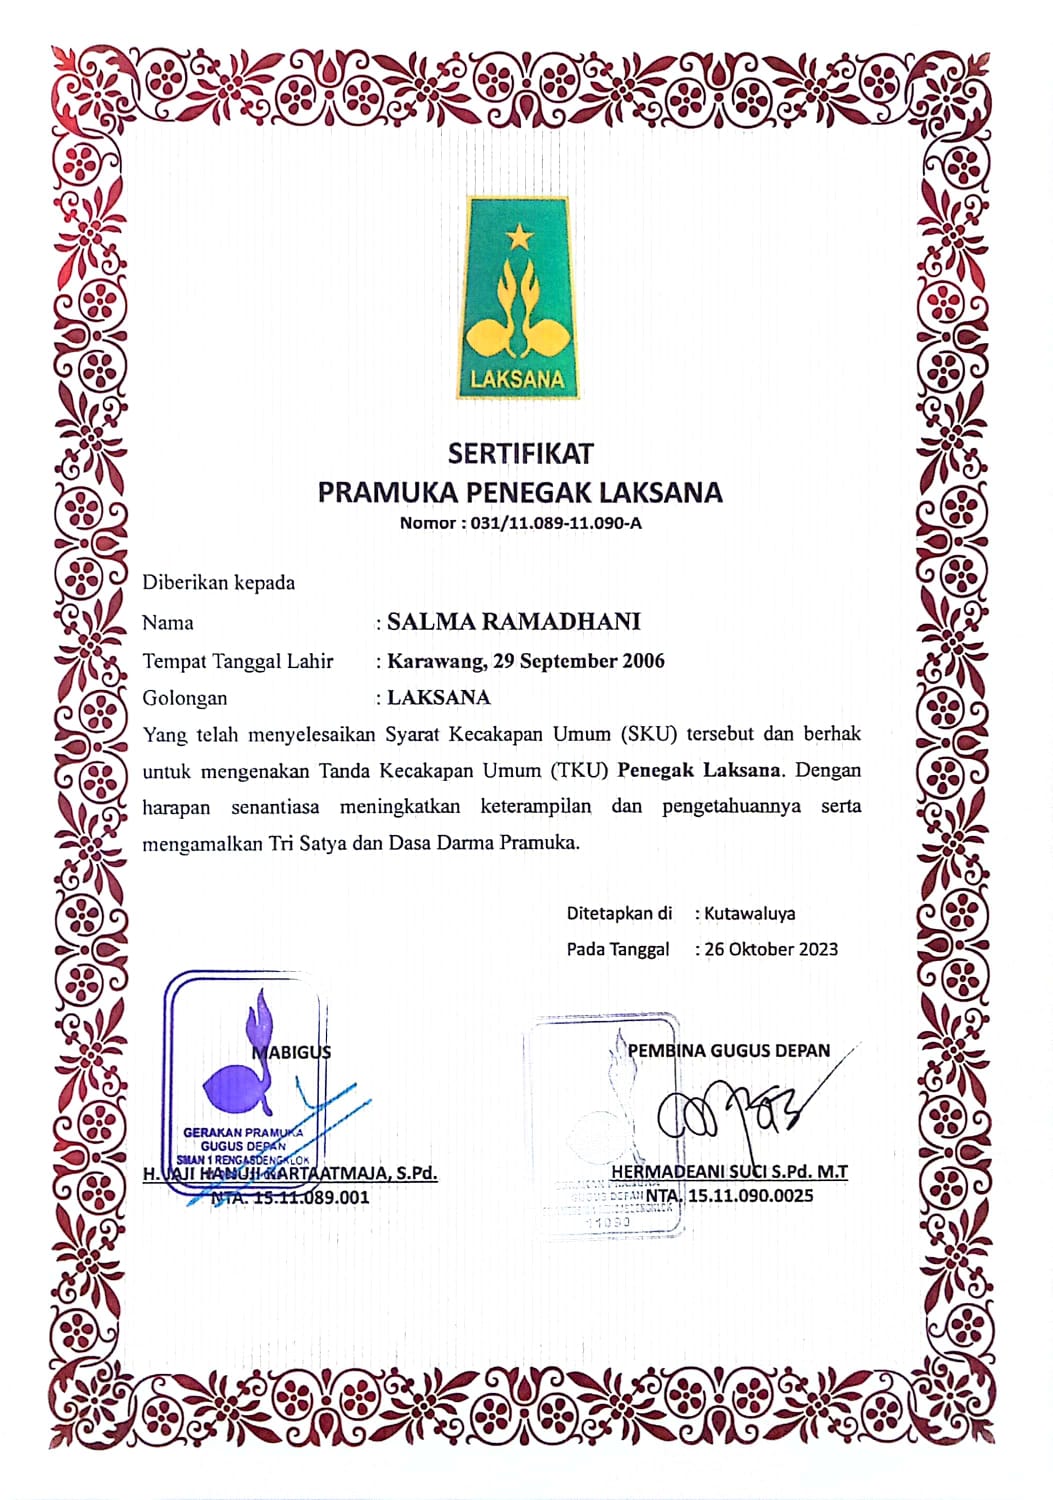 LAKSANA
SERTIFIKAT
PRAMUKA PENEGAK LAKSANA
Nomor : 031/11.089-11.090-A
Diberikan kepada
Nama : SALMA RAMADHANI
Tempat Tanggal Lahir : Karawang, 29 September 2006
Golongan : LAKSANA
Yang telah menyelesaikan Syarat Kecakapan Umum (SKU) tersebut dan berhak
untuk mengenakan Tanda Kecakapan Umum (TKU) Penegak Laksana. Dengan
harapan senantiasa meningkatkan keterampilan dan pengetahuannya serta
mengamalkan Tri Satya dan Dasa Darma Pramuka.
Ditetapkan di : Kutawaluya
Pada Tanggal : 26 Oktober 2023
MABIGUS
GERAKAN PRAMUKA
GUGUS DEPAN
SMAN 1 RENGASDENGKLOK
H. JAJI HANUJI KARTAATMAJA, S.Pd.
NTA. 15.11.089.001
PEMBINA GUGUS DEPAN
HERMADEANI SUCI S.Pd. M.T
NTA. 15.11.090.0025
GUGUS DEPAN
11090